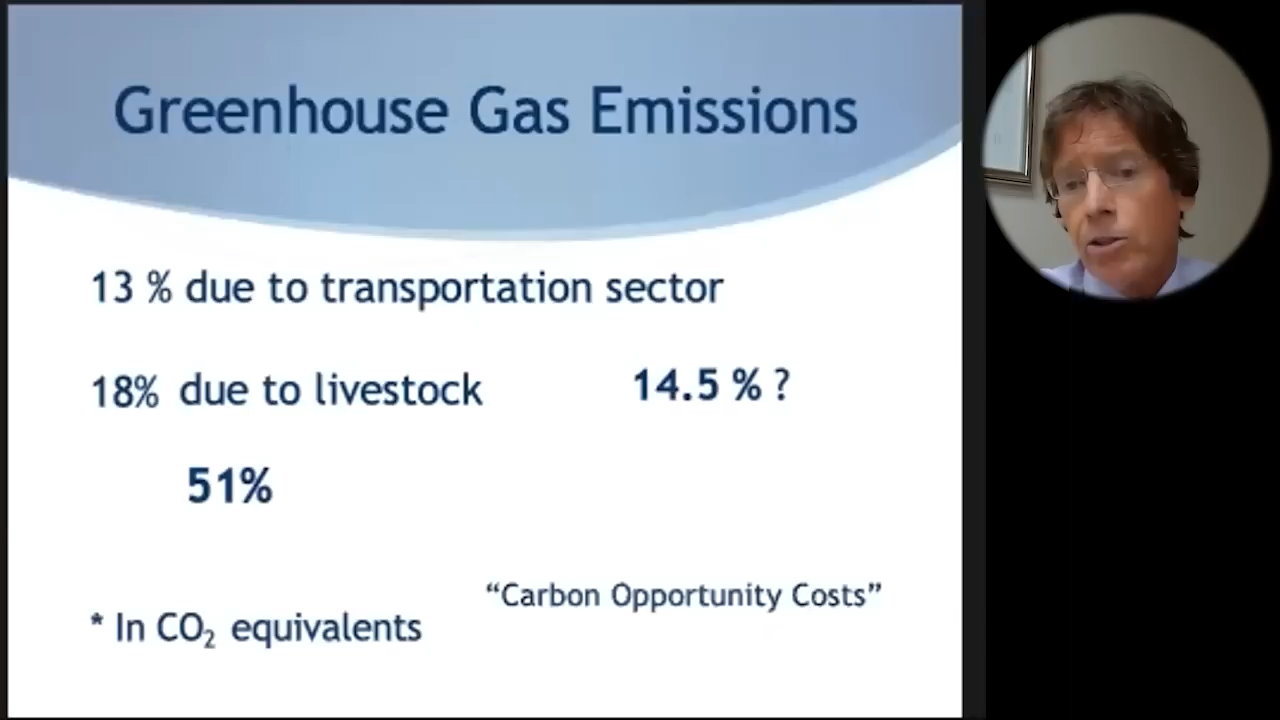 Greenhouse Gas Emissions
13 % due to transportation sector
18% due to livestock
14.5 % ?
51%
“Carbon Opportunity Costs”
* In CO₂ equivalents